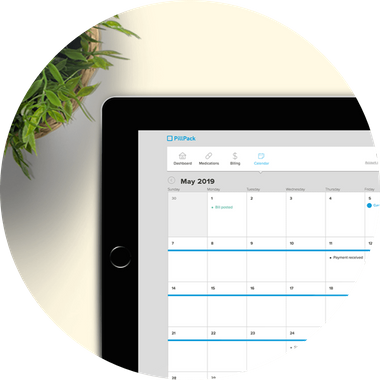 PillPack
Dashboard Medications Billing Calendar
May 2019
Sunday Monday Tuesday Wednesday Thursday
30 1 2 3 4 5
Bill posted
7 8 9 10 11 12
Payment received
14 15 16 17 18
21 22 23 24
28 29